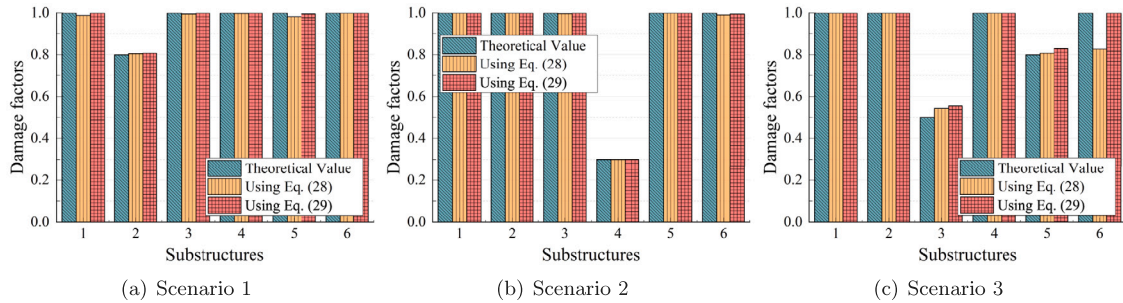 Damage factors
1.0
0.8
0.6
0.4
0.2
0.0
Theoretical Value
Using Eq. (28)
Using Eq. (29)
1 2 3 4 5 6
Substructures
(a) Scenario 1
Damage factors
1.0
0.8
0.6
0.4
0.2
0.0
Theoretical Value
Using Eq. (28)
Using Eq. (29)
1 2 3 4 5 6
Substructures
(b) Scenario 2
Damage factors
1.0
0.8
0.6
0.4
0.2
0.0
Theoretical Value
Using Eq. (28)
Using Eq. (29)
1 2 3 4 5 6
Substructures
(c) Scenario 3